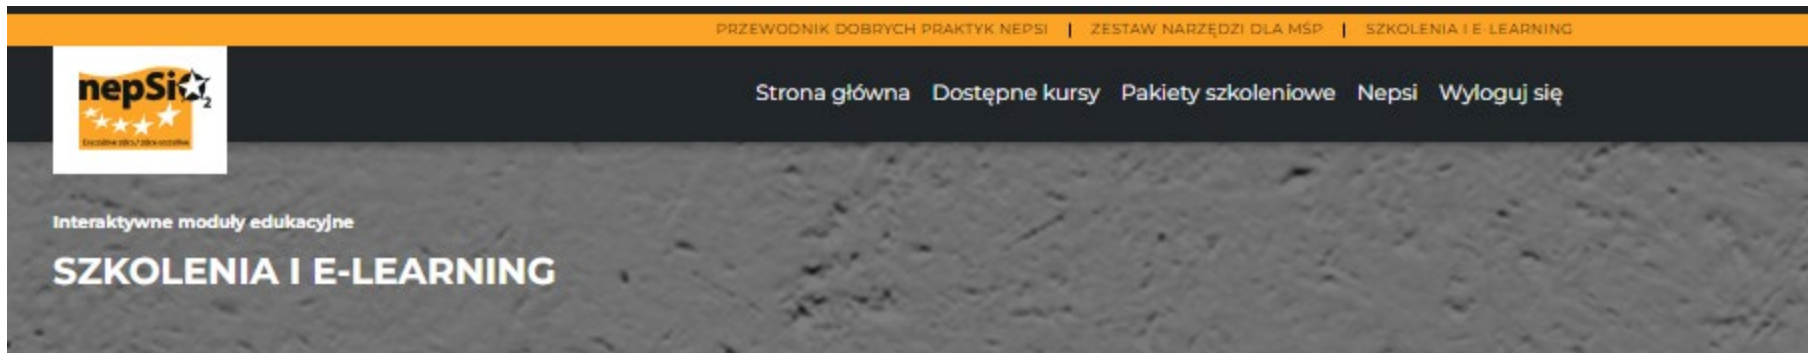 PRZEWODNIK DOBRYCH PRAKTYK NEPSI | ZESTAW NARZĘDZI DLA MŚP | SZKOLENIA I E-LEARNING
nepSi
2
Strona główna Dostępne kursy Pakiety szkoleniowe Nepsi Wyloguj się
Interaktywne moduły edukacyjne
SZKOLENIA I E-LEARNING